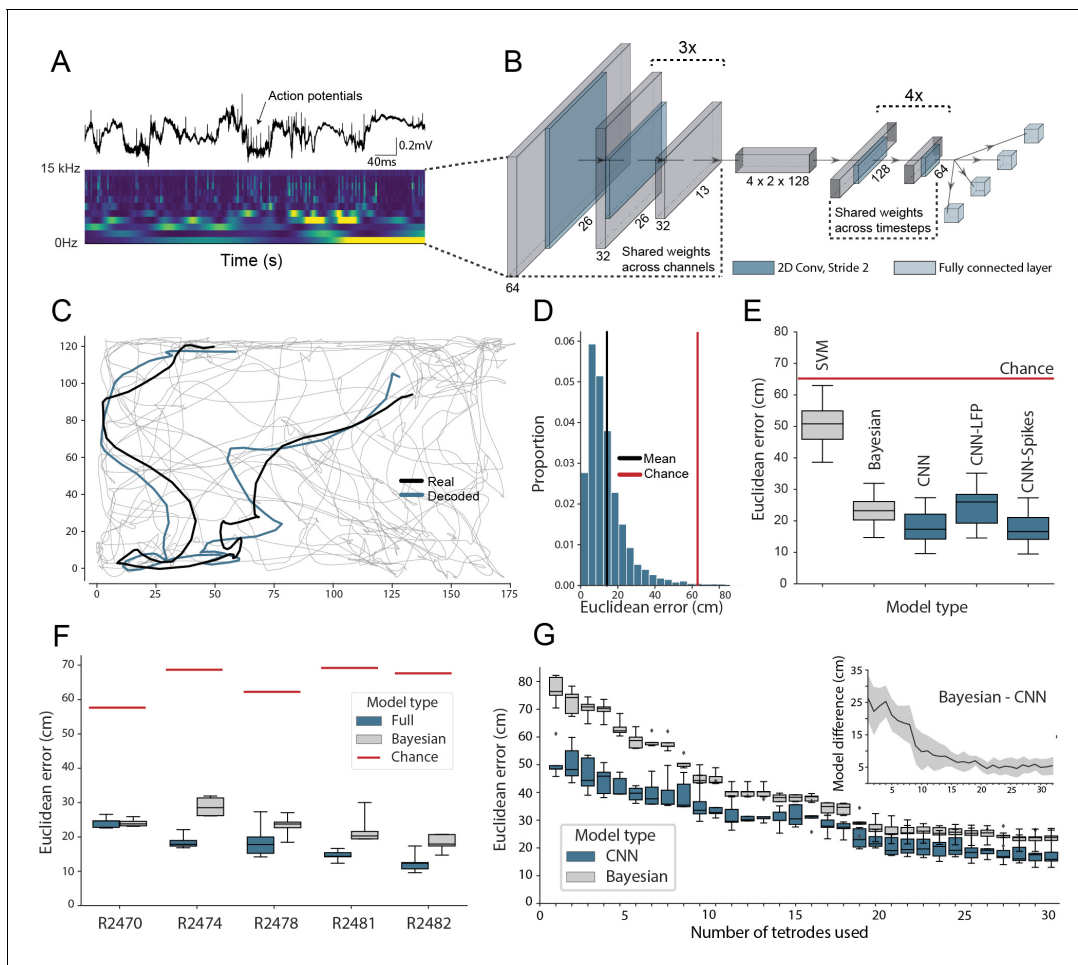 A
Action potentials
0.2mV
40ms
15 kHz
0Hz
Time (s)
B
3x
4x
64
26
32
26
32
13
4 x 2 x 128
128
64
Shared weights
across channels
Shared weights
across timesteps
2D Conv, Stride 2
Fully connected layer
C
120
100
80
60
40
20
0
0
25
50
75
100
125
150
175
Real
Decoded
D
Proportion
0.06
0.05
0.04
0.03
0.02
0.01
0.00
0
20
40
60
80
Mean
Chance
Euclidean error (cm)
E
Euclidean error (cm)
80
70
60
50
40
30
20
10
0
SVM
Bayesian
CNN
CNN-LFP
CNN-Spikes
Chance
Model type
F
Euclidean error (cm)
70
60
50
40
30
20
10
0
Model type
Full
Bayesian
Chance
R2470
R2474
R2478
R2481
R2482
G
Euclidean error (cm)
80
70
60
50
40
30
20
10
0
0
5
10
15
20
25
30
Number of tetrodes used
Model type
CNN
Bayesian
Model difference (cm)
35
25
15
5
5
10
15
20
25
30
Bayesian - CNN